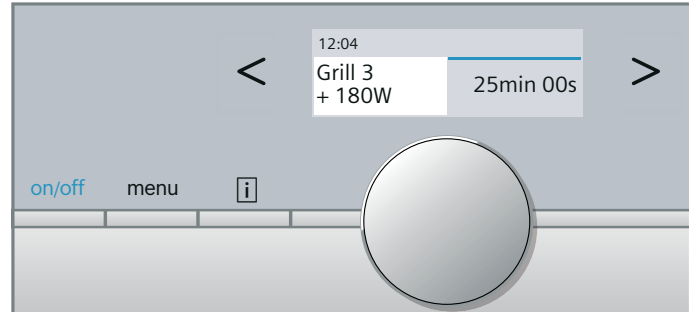 12:04
<
Grill 3
+ 180W
25min 00s
>
on/off
menu
i